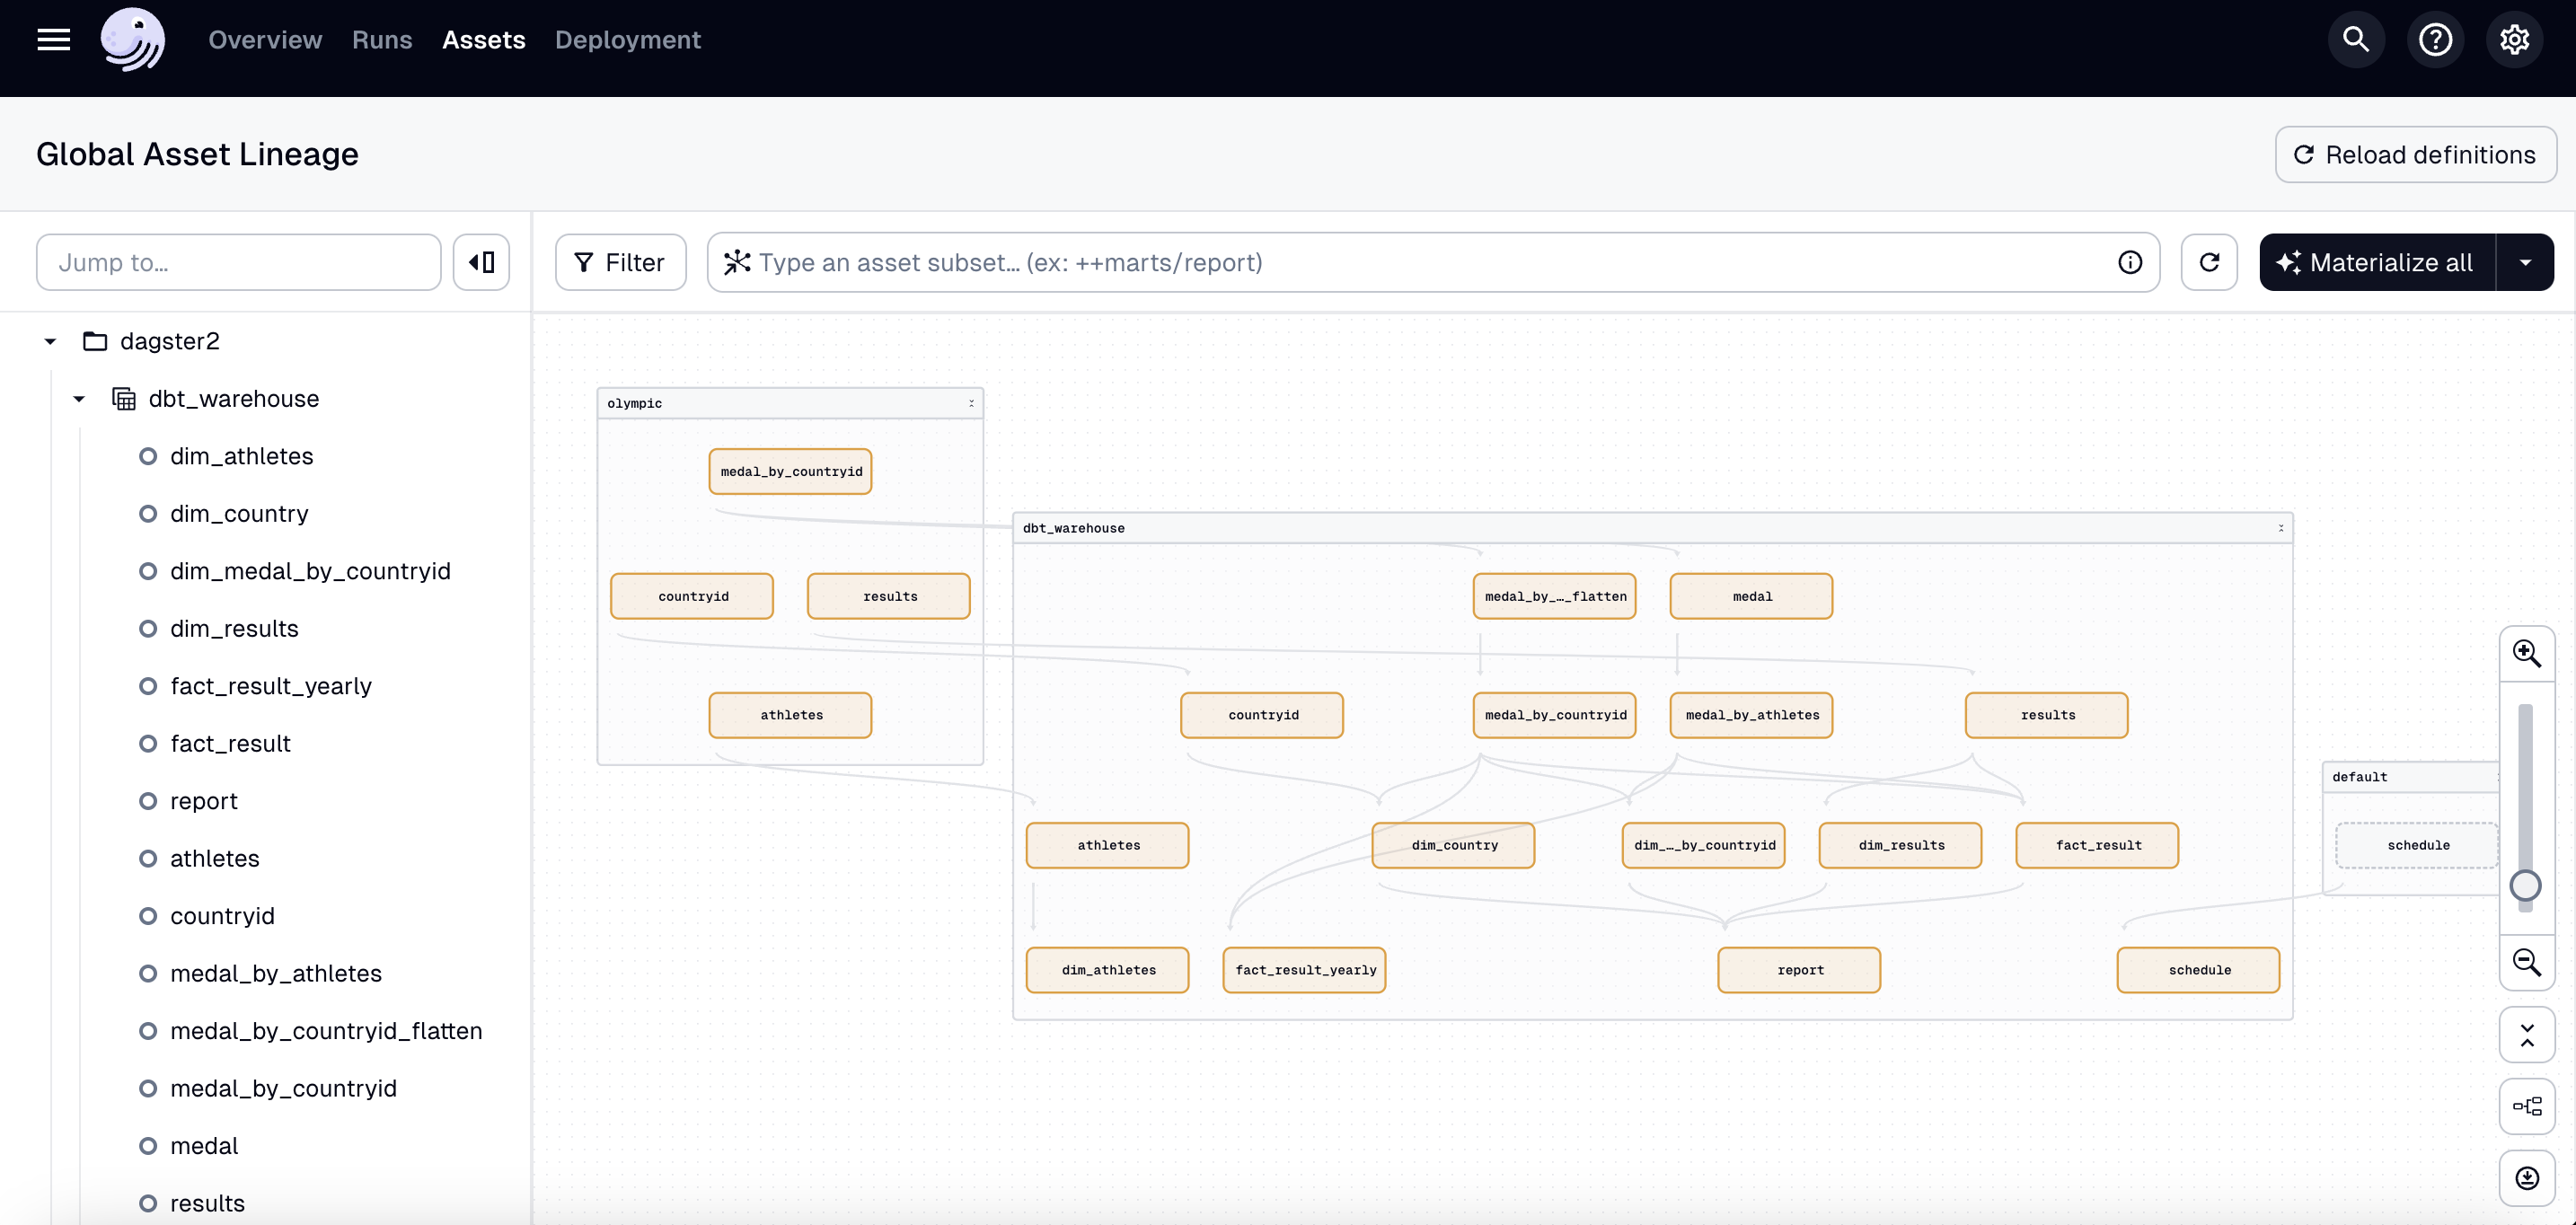 Overview Runs Assets Deployment
Global Asset Lineage
Reload definitions
Jump to...
Filter
Type an asset subset... (ex: ++marts/report)
Materialize all
dagster2
dbt_warehouse
dim_athletes
dim_country
dim_medal_by_countryid
dim_results
fact_result_yearly
fact_result
report
athletes
countryid
medal_by_athletes
medal_by_countryid_flatten
medal_by_countryid
medal
results
olympic
medal_by_countryid
countryid results
athletes
dbt_warehouse
medal_by_…_flatten medal
countryid medal_by_countryid medal_by_athletes results
athletes dim_country dim_…_by_countryid dim_results fact_result
dim_athletes fact_result_yearly report schedule
default
schedule